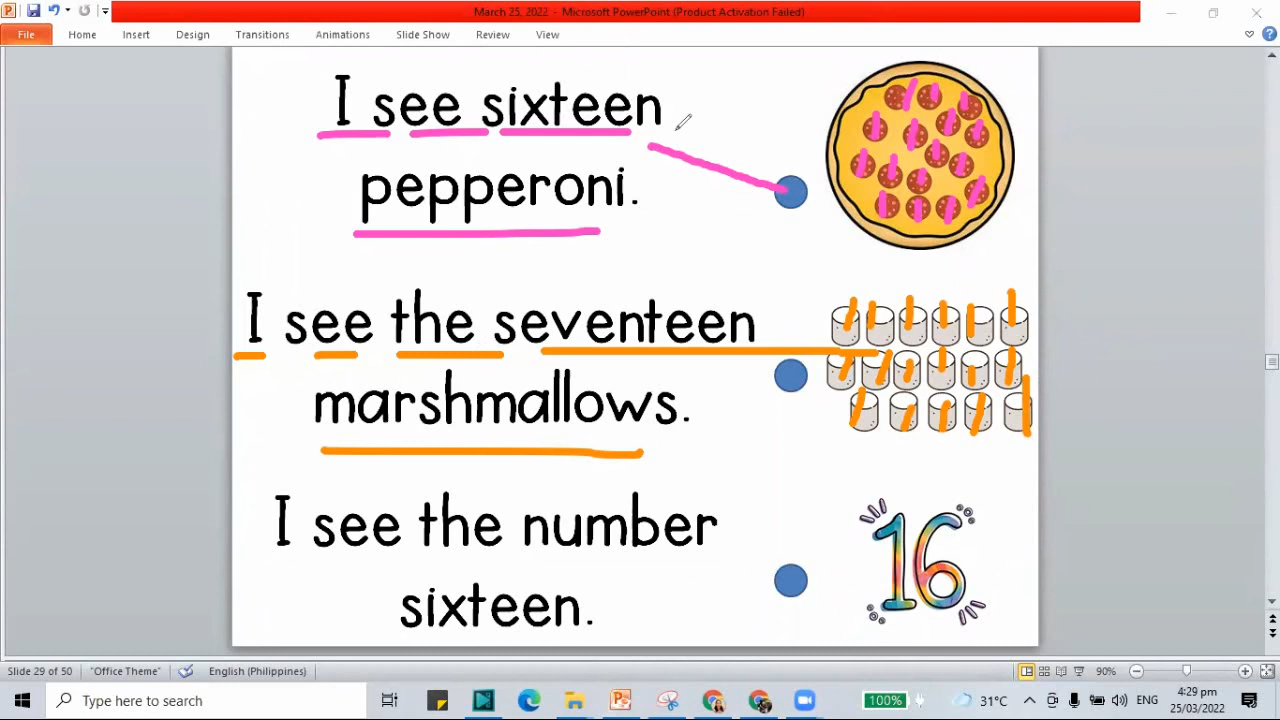 March 25, 2022 - Microsoft PowerPoint (Product Activation Failed)
File Home Insert Design Transitions Animations Slide Show Review View
I see sixteen
pepperoni.
I see the seventeen
marshmallows.
I see the number
sixteen.
16
Slide 29 of 50 "Office Theme" English (Philippines) 90%
Type here to search 100% 31°C ENG 4:29 pm
25/03/2022